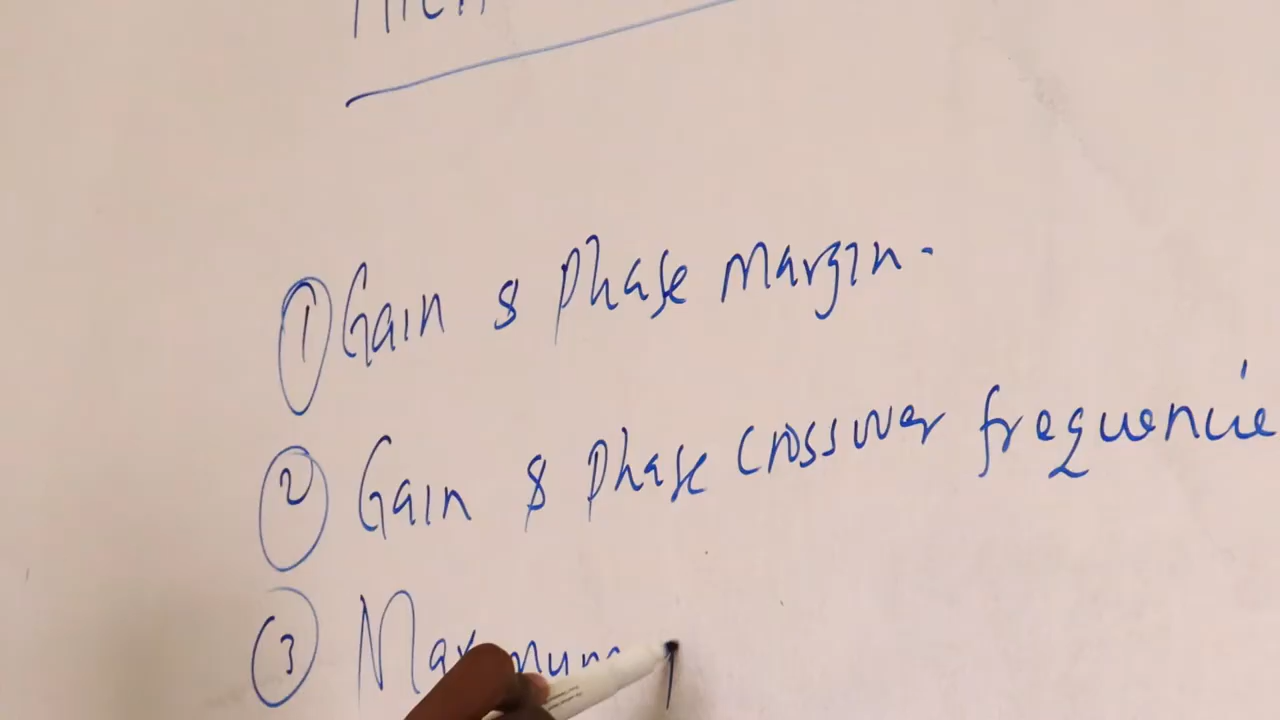 ① Gain & Phase Margin.
② Gain & Phase Crossover frequencie
③ Maximum